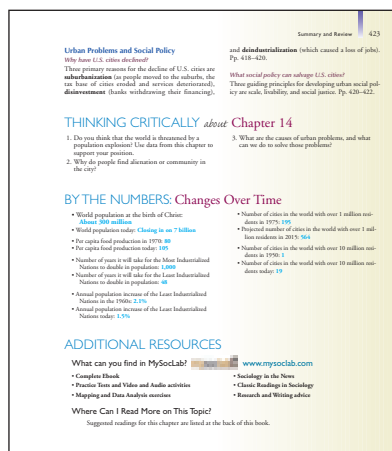 Summary and Review 423
Urban Problems and Social Policy
Why have U.S. cities declined?
Three primary reasons for the decline of U.S. cities are
suburbanization (as people moved to the suburbs, the
tax base of cities eroded and services deteriorated),
disinvestment (banks withdrawing their financing),
and deindustrialization (which caused a loss of jobs).
Pp. 418–420.
What social policy can salvage U.S. cities?
Three guiding principles for developing urban social pol-
icy are scale, livability, and social justice. Pp. 420–422.
THINKING CRITICALLY about Chapter 14
1. Do you think that the world is threatened by a
population explosion? Use data from this chapter to
support your position.
2. Why do people find alienation or community in
the city?
3. What are the causes of urban problems, and what
can we do to solve those problems?
BY THE NUMBERS: Changes Over Time
• World population at the birth of Christ:
About 300 million
• World population today: Closing in on 7 billion
• Per capita food production in 1970: 80
• Per capita food production today: 105
• Number of years it will take for the Most Industrialized
Nations to double in population: 1,000
• Number of years it will take for the Least Industrialized
Nations to double in population: 48
• Annual population increase of the Least Industrialized
Nations in the 1960s: 2.1%
• Annual population increase of the Least Industrialized
Nations today: 1.5%
• Number of cities in the world with over 1 million resi-
dents in 1975: 195
• Projected number of cities in the world with over 1 mil-
lion residents in 2015: 564
• Number of cities in the world with over 10 million resi-
dents in 1950: 1
• Number of cities in the world with over 10 million resi-
dents today: 19
ADDITIONAL RESOURCES
What can you find in MySocLab? www.mysoclab.com
• Complete Ebook
• Practice Tests and Video and Audio activities
• Mapping and Data Analysis exercises
• Sociology in the News
• Classic Readings in Sociology
• Research and Writing advice
Where Can I Read More on This Topic?
Suggested readings for this chapter are listed at the back of this book.